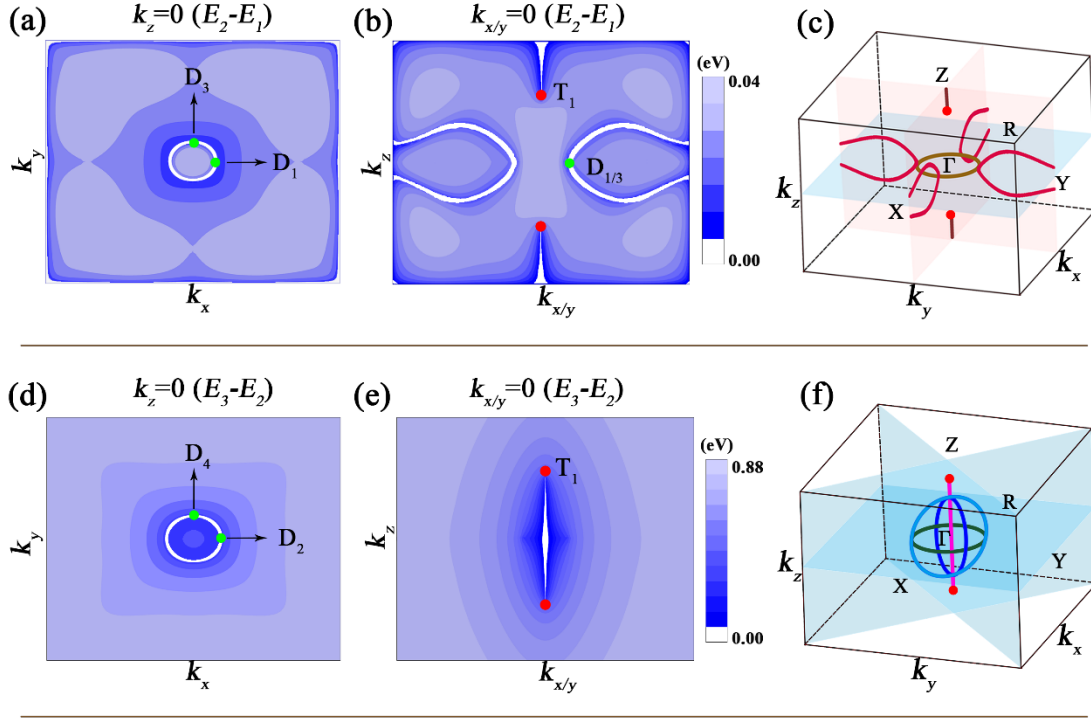 (a)
k_z=0 (E_2-E_1)
D_3
D_1
k_y
k_x
(b)
k_x/y=0 (E_2-E_1)
T_1
D_1/3
k_z
k_x/y
(eV)
0.04
0.00
(c)
Z
R
Γ
Y
X
k_z
k_x
k_y
(d)
k_z=0 (E_3-E_2)
D_4
D_2
k_y
k_x
(e)
k_x/y=0 (E_3-E_2)
T_1
k_z
k_x/y
(eV)
0.88
0.00
(f)
Z
R
Γ
Y
X
k_z
k_x
k_y